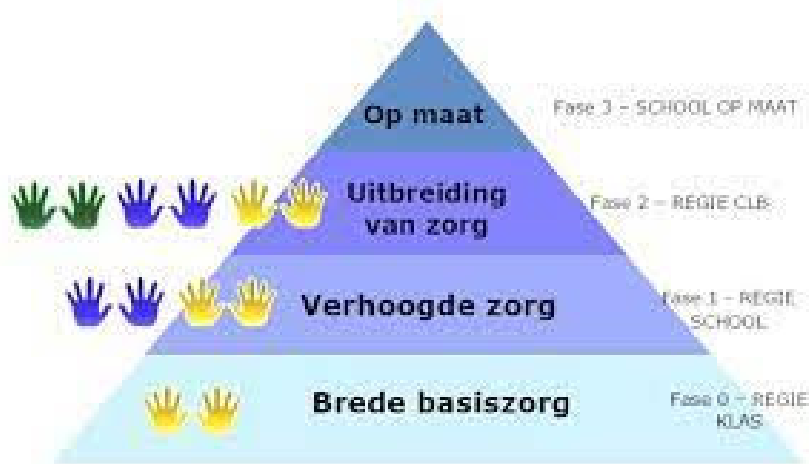 Op maat
Fase 3 – SCHOOL OP MAAT
Uitbreiding
van zorg
Fase 2 – REGIE CLB
Verhoogde zorg
Fase 1 – REGIE
SCHOOL
Brede basiszorg
Fase 0 – REGIE
KLAS